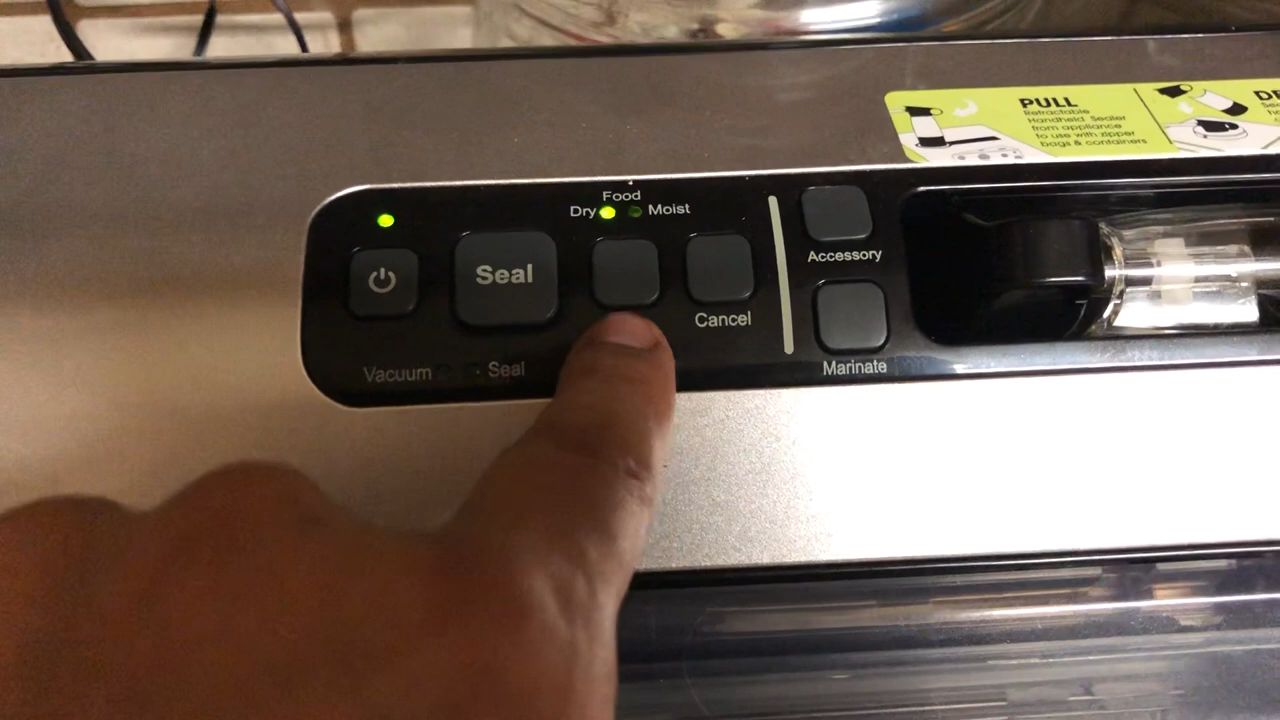 PULL
Retractable
Handheld Sealer
from appliance
to use with zipper
bags & containers
Food
Dry Moist
Seal
Cancel
Accessory
Marinate
Vacuum Seal